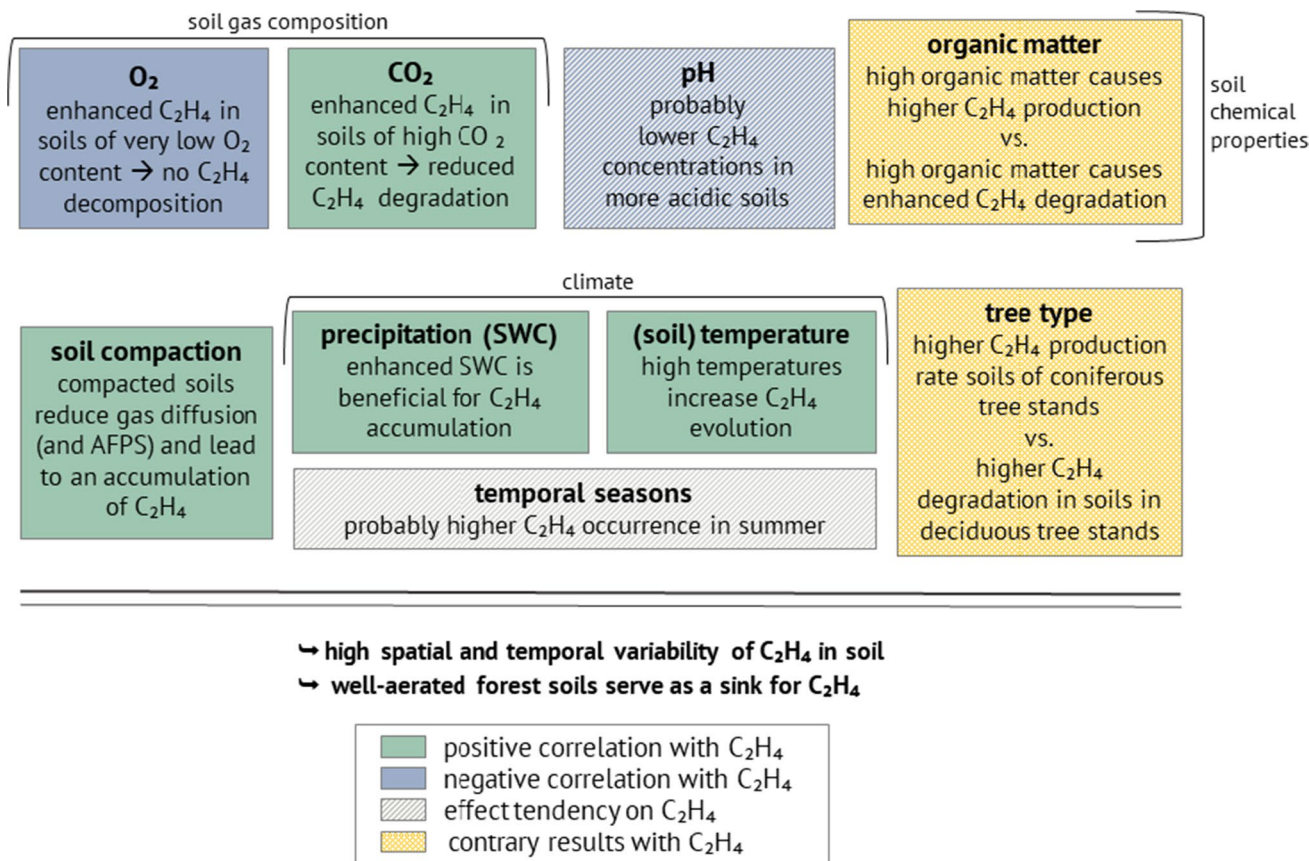 soil gas composition
O₂
enhanced C₂H₄ in
soils of very low O₂
content → no C₂H₄
decomposition
CO₂
enhanced C₂H₄ in
soils of high CO ₂
content → reduced
C₂H₄ degradation
pH
probably
lower C₂H₄
concentrations in
more acidic soils
organic matter
high organic matter causes
higher C₂H₄ production
vs.
high organic matter causes
enhanced C₂H₄ degradation
soil
chemical
properties
climate
soil compaction
compacted soils
reduce gas diffusion
(and AFPS) and lead
to an accumulation
of C₂H₄
precipitation (SWC)
enhanced SWC is
beneficial for C₂H₄
accumulation
(soil) temperature
high temperatures
increase C₂H₄
evolution
temporal seasons
probably higher C₂H₄ occurrence in summer
tree type
higher C₂H₄ production
rate soils of coniferous
tree stands
vs.
higher C₂H₄
degradation in soils in
deciduous tree stands
⮩ high spatial and temporal variability of C₂H₄ in soil
⮩ well-aerated forest soils serve as a sink for C₂H₄
positive correlation with C₂H₄
negative correlation with C₂H₄
effect tendency on C₂H₄
contrary results with C₂H₄